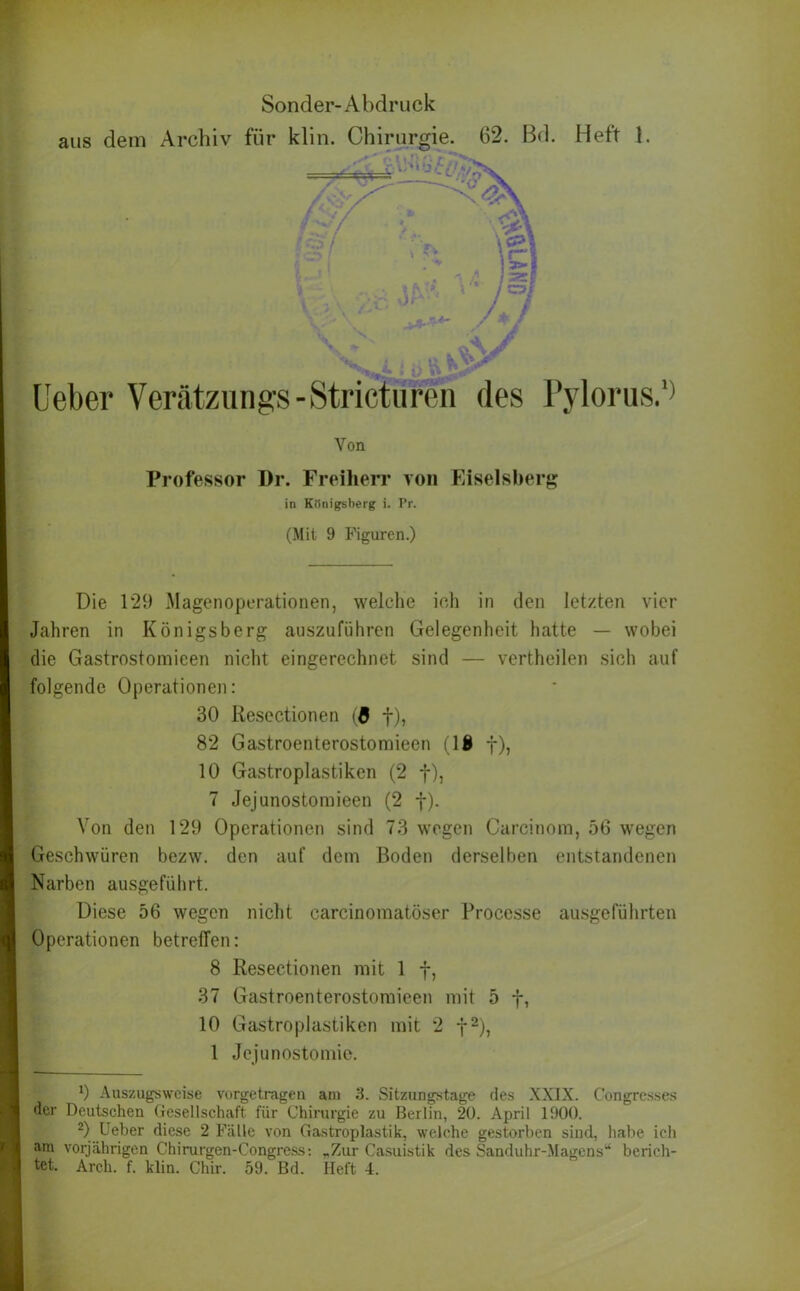 Sonder-Abdruck
aus dem Archiv für klin. Chirurgie. 62. Bd. Heft 1.
Ueber Verätzungs-Stricturen des Pylorus.¹)
Von
Professor Dr. Freiherr von Eiselsberg
in Königsberg i. Pr.
(Mit 9 Figuren.)
Die 129 Magenoperationen, welche ich in den letzten vier
Jahren in Königsberg auszuführen Gelegenheit hatte — wobei
die Gastrostomieen nicht eingerechnet sind — vertheilen sich auf
folgende Operationen:
30 Resectionen ( †),
82 Gastroenterostomieen ( †),
10 Gastroplastiken (2 †),
7 Jejunostomieen (2 †).
Von den 129 Operationen sind 73 wegen Carcinom, 56 wegen
Geschwüren bezw. den auf dem Boden derselben entstandenen
Narben ausgeführt.
Diese 56 wegen nicht carcinomatöser Processe ausgeführten
Operationen betreffen:
8 Resectionen mit 1 †,
37 Gastroenterostomieen mit 5 †,
10 Gastroplastiken mit 2 †²),
1 Jejunostomie.
¹) Auszugsweise vorgetragen am 3. Sitzungstage des XXIX. Congresses
der Deutschen Gesellschaft für Chirurgie zu Berlin, 20. April 1900.
²) Ueber diese 2 Fälle von Gastroplastik, welche gestorben sind, habe ich
am vorjährigen Chirurgen-Congress: „Zur Casuistik des Sanduhr-Magens“ berich-
tet. Arch. f. klin. Chir. 59. Bd. Heft 4.